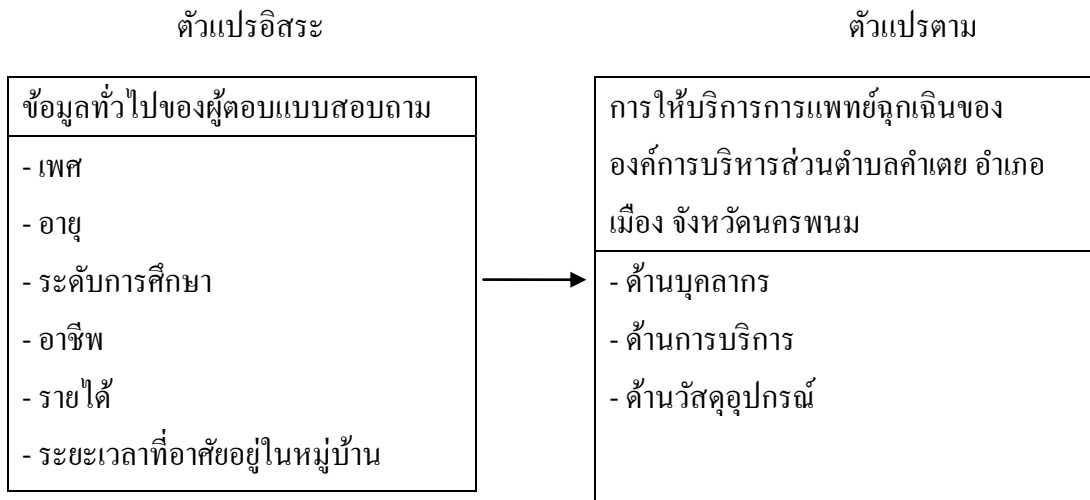 ตัวแปรอิสระ
ตัวแปรตาม
ข้อมูลทั่วไปของผู้ตอบแบบสอบถาม
- เพศ
- อายุ
- ระดับการศึกษา
- อาชีพ
- รายได้
- ระยะเวลาที่อาศัยอยู่ในหมู่บ้าน
การให้บริการการแพทย์ฉุกเฉินของ
องค์การบริหารส่วนตำบลคำเตย อำเภอ
เมือง จังหวัดนครพนม
- ด้านบุคลากร
- ด้านการบริการ
- ด้านวัสดุอุปกรณ์